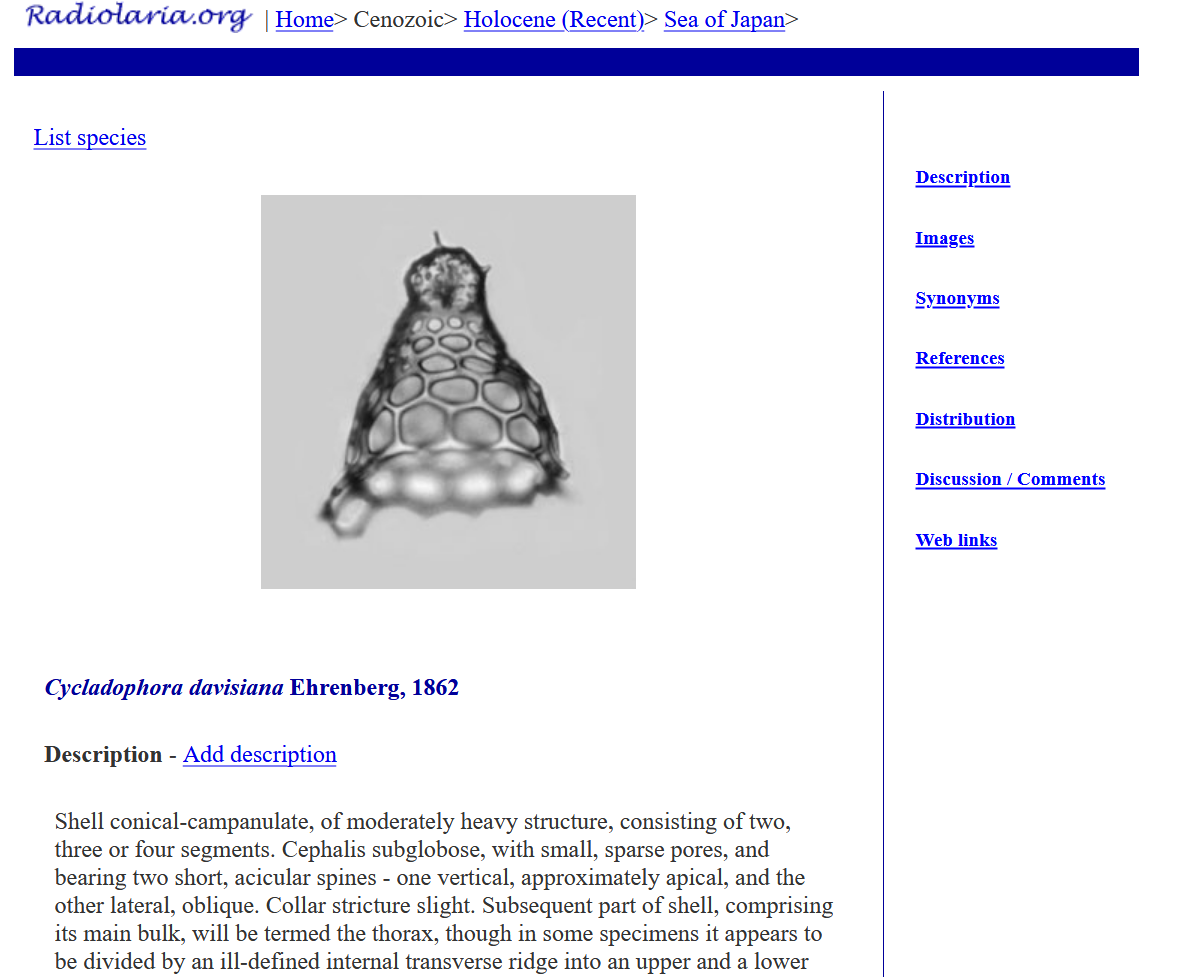 Radiolaria.org | Home> Cenozoic> Holocene (Recent)> Sea of Japan>
List species
Cycladophora davisiana Ehrenberg, 1862
Description - Add description
Shell conical-campanulate, of moderately heavy structure, consisting of two,
three or four segments. Cephalis subglobose, with small, sparse pores, and
bearing two short, acicular spines - one vertical, approximately apical, and the
other lateral, oblique. Collar stricture slight. Subsequent part of shell, comprising
its main bulk, will be termed the thorax, though in some specimens it appears to
be divided by an ill-defined internal transverse ridge into an upper and a lower
Description
Images
Synonyms
References
Distribution
Discussion / Comments
Web links